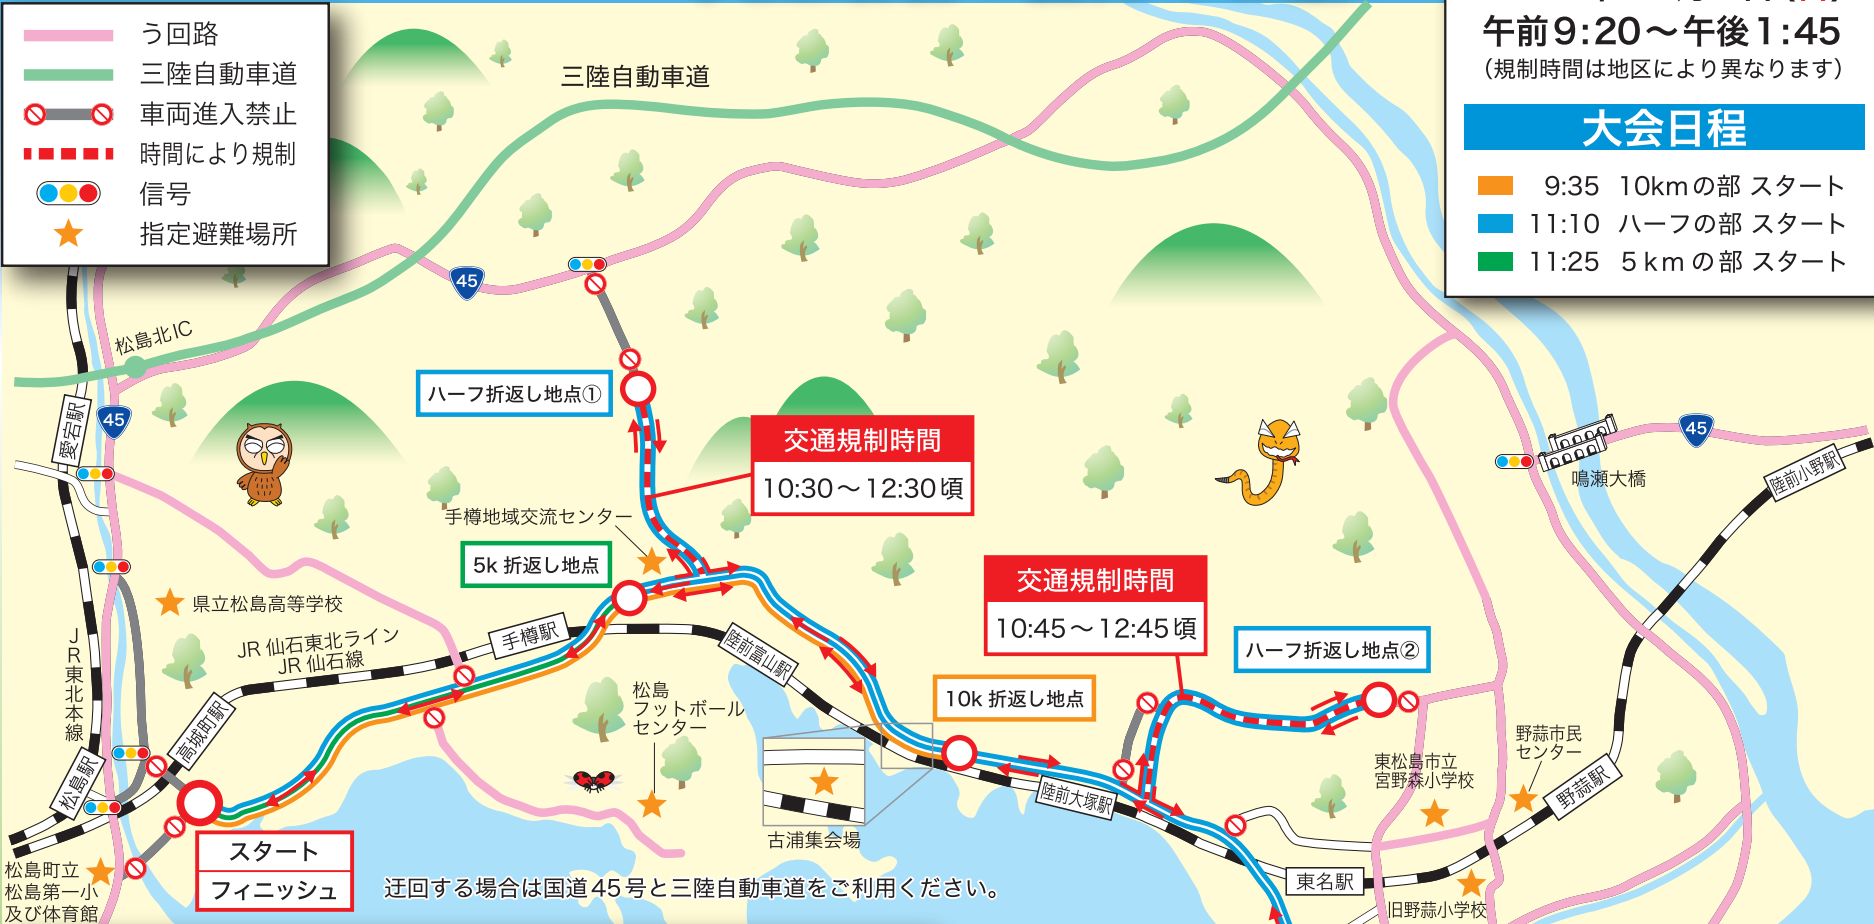 う回路
三陸自動車道
車両進入禁止
時間により規制
信号
指定避難場所
三陸自動車道
午前9:20～午後1:45
(規制時間は地区により異なります)
大会日程
9:35 10kmの部 スタート
11:10 ハーフの部 スタート
11:25 5kmの部 スタート
45
松島北IC
45
愛宕駅
ハーフ折返し地点①
交通規制時間
10:30～12:30頃
手樽地域交流センター
5k 折返し地点
45
鳴瀬大橋
陸前小野駅
交通規制時間
10:45～12:45頃
ハーフ折返し地点②
県立松島高等学校
JR東北本線
JR 仙石東北ライン
JR 仙石線
手樽駅
陸前富山駅
高城町駅
松島
フットボール
センター
10k 折返し地点
松島駅
陸前大塚駅
東松島市立
宮野森小学校
野蒜市民
センター
野蒜駅
古浦集会場
スタート
フィニッシュ
松島町立
松島第一小
及び体育館
迂回する場合は国道45号と三陸自動車道をご利用ください。
東名駅
旧野蒜小学校